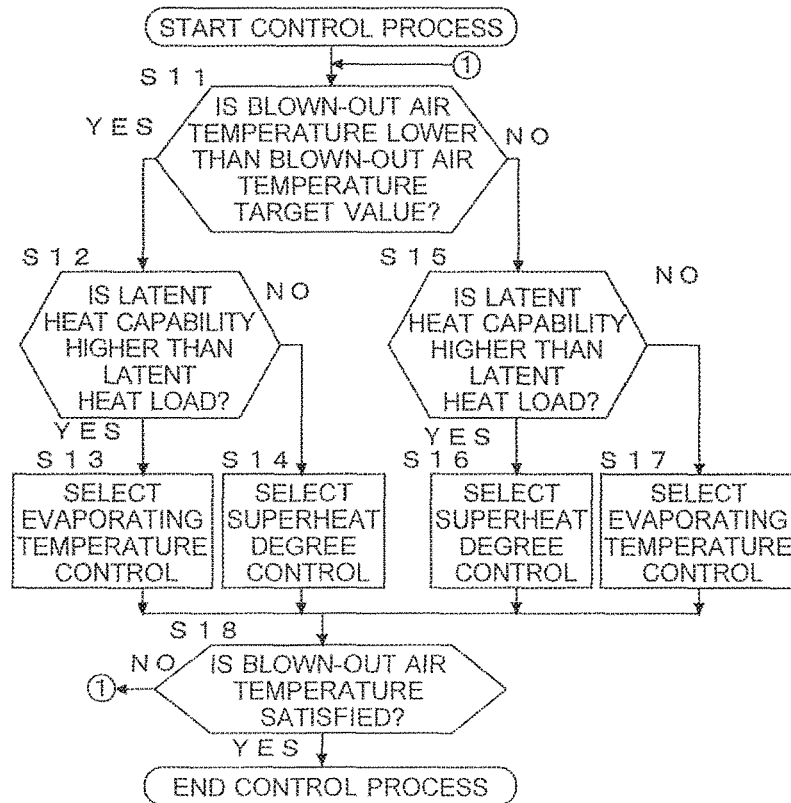 START CONTROL PROCESS
①
S11
IS BLOWN-OUT AIR
TEMPERATURE LOWER
THAN BLOWN-OUT AIR
TEMPERATURE
TARGET VALUE?
YES
NO
S12
IS LATENT
HEAT CAPABILITY
HIGHER THAN
LATENT
HEAT LOAD?
NO
YES
S15
IS LATENT
HEAT CAPABILITY
HIGHER THAN
LATENT
HEAT LOAD?
NO
YES
S13
SELECT
EVAPORATING
TEMPERATURE
CONTROL
S14
SELECT
SUPERHEAT
DEGREE
CONTROL
S16
SELECT
SUPERHEAT
DEGREE
CONTROL
S17
SELECT
EVAPORATING
TEMPERATURE
CONTROL
S18
IS BLOWN-OUT AIR
TEMPERATURE
SATISFIED?
NO
①
YES
END CONTROL PROCESS